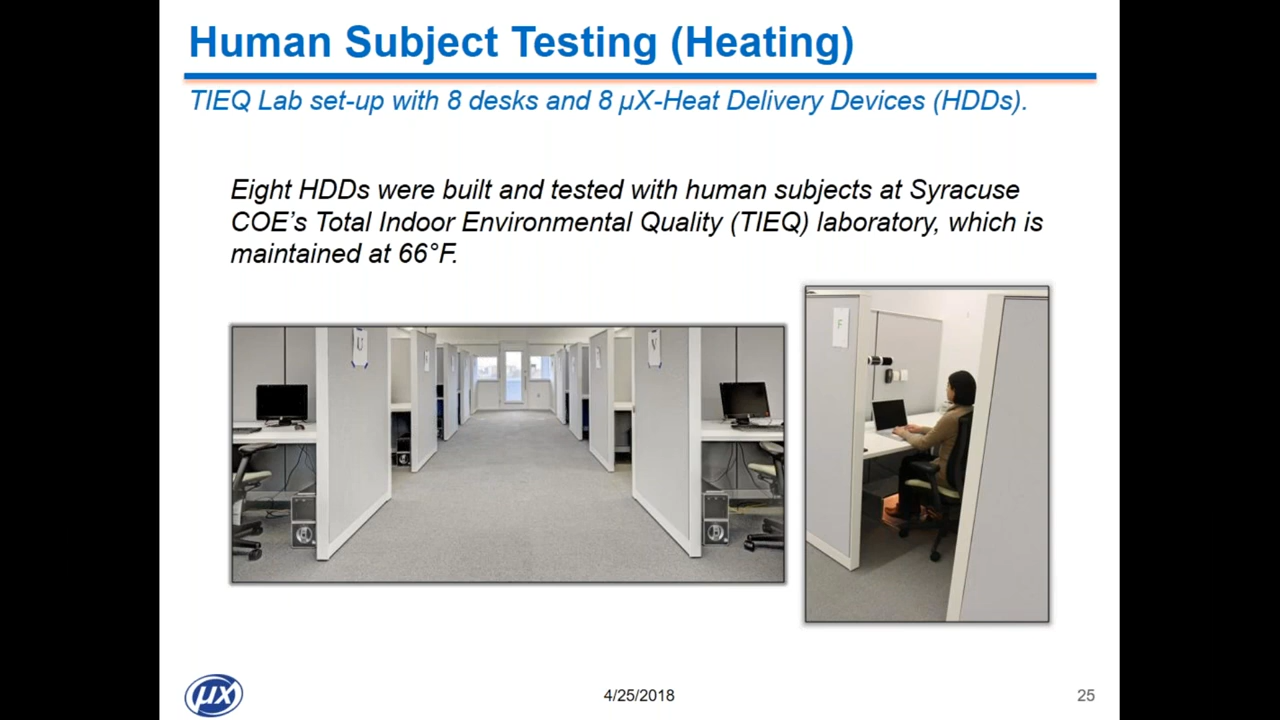 Human Subject Testing (Heating)
TIEQ Lab set-up with 8 desks and 8 µX-Heat Delivery Devices (HDDs).
Eight HDDs were built and tested with human subjects at Syracuse
COE's Total Indoor Environmental Quality (TIEQ) laboratory, which is
maintained at 66°F.
U
V
F
µx
4/25/2018
25